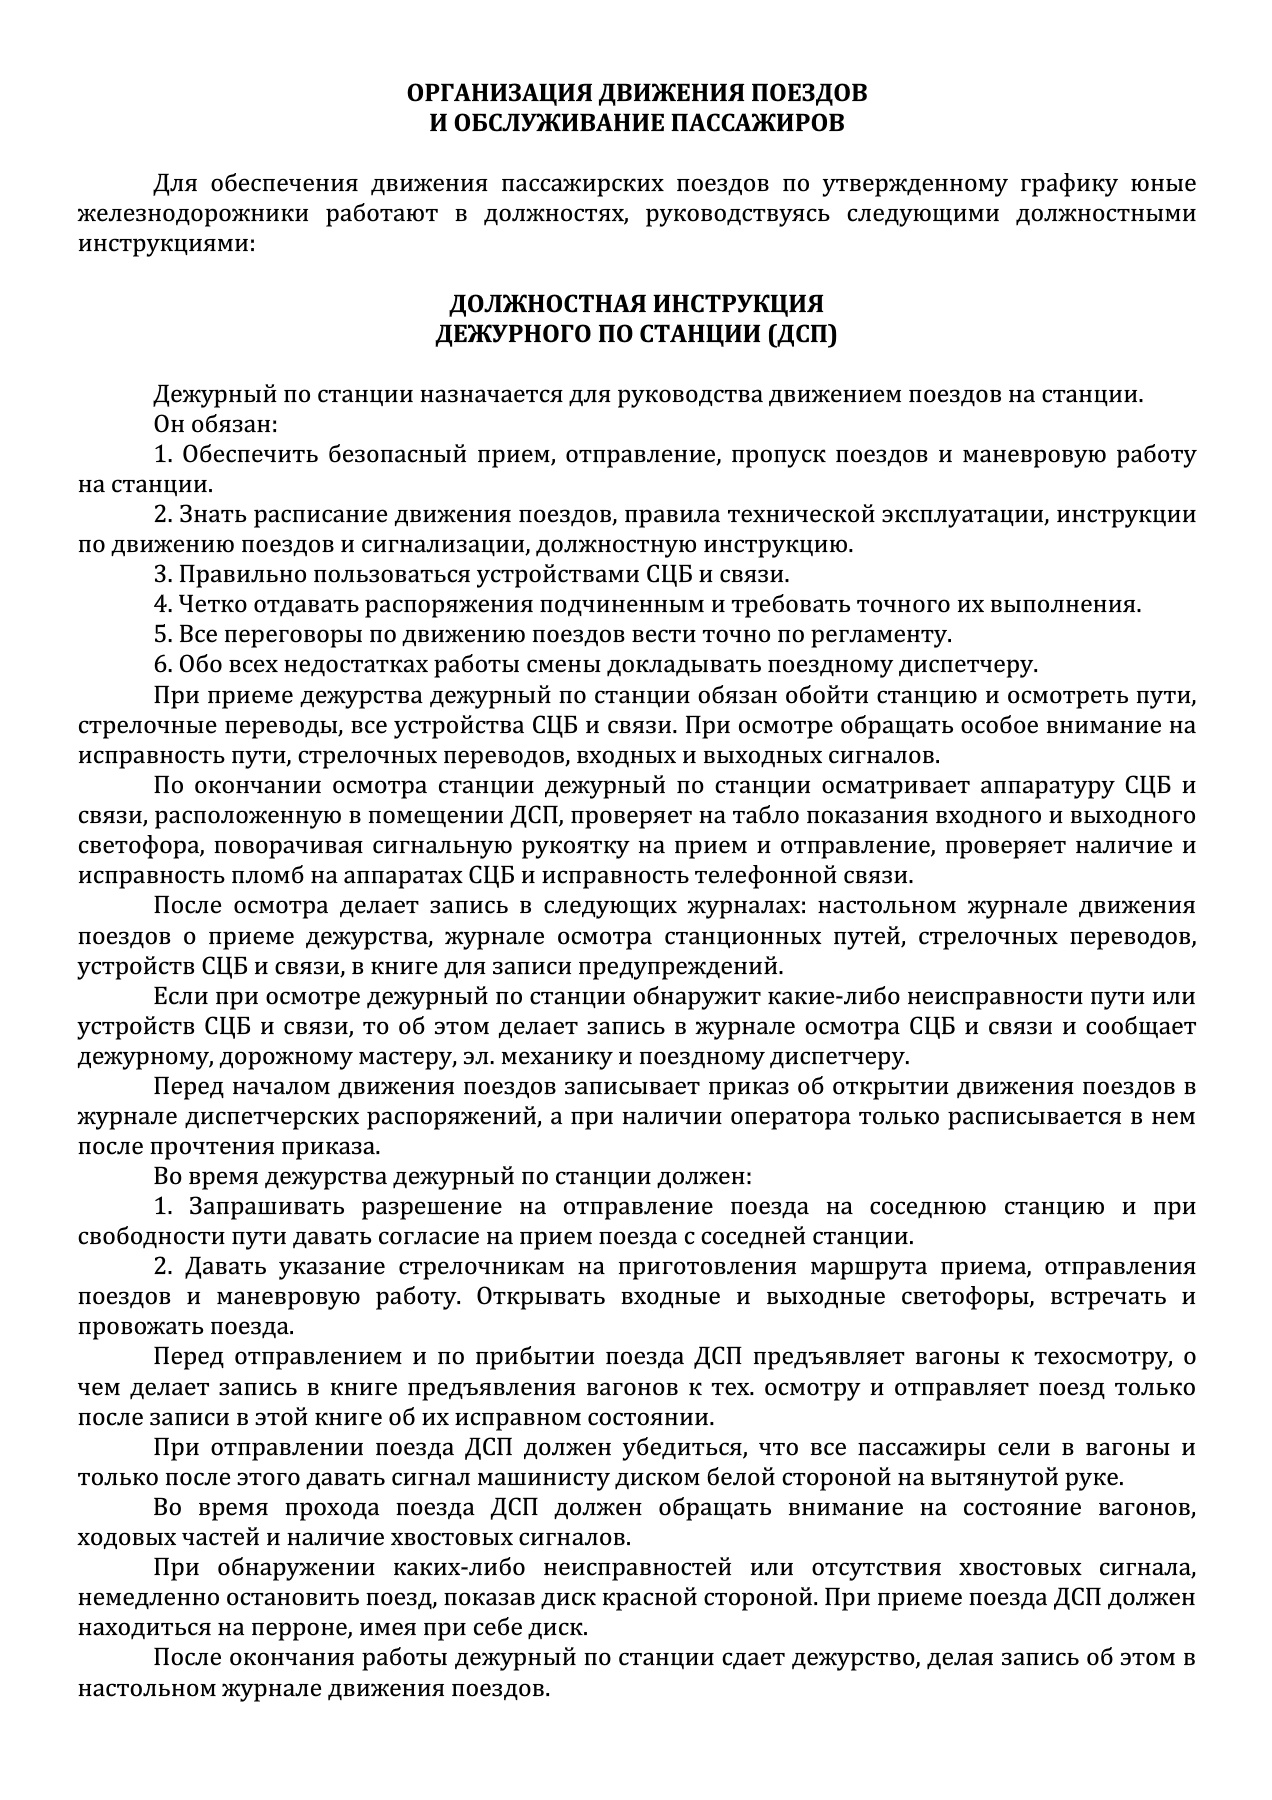 ОРГАНИЗАЦИЯ ДВИЖЕНИЯ ПОЕЗДОВ
И ОБСЛУЖИВАНИЕ ПАССАЖИРОВ
Для обеспечения движения пассажирских поездов по утвержденному графику юные
железнодорожники работают в должностях, руководствуясь следующими должностными
инструкциями:
ДОЛЖНОСТНАЯ ИНСТРУКЦИЯ
ДЕЖУРНОГО ПО СТАНЦИИ (ДСП)
Дежурный по станции назначается для руководства движением поездов на станции.
Он обязан:
1. Обеспечить безопасный прием, отправление, пропуск поездов и маневровую работу
на станции.
2. Знать расписание движения поездов, правила технической эксплуатации, инструкции
по движению поездов и сигнализации, должностную инструкцию.
3. Правильно пользоваться устройствами СЦБ и связи.
4. Четко отдавать распоряжения подчиненным и требовать точного их выполнения.
5. Все переговоры по движению поездов вести точно по регламенту.
6. Обо всех недостатках работы смены докладывать поездному диспетчеру.
При приеме дежурства дежурный по станции обязан обойти станцию и осмотреть пути,
стрелочные переводы, все устройства СЦБ и связи. При осмотре обращать особое внимание на
исправность пути, стрелочных переводов, входных и выходных сигналов.
По окончании осмотра станции дежурный по станции осматривает аппаратуру СЦБ и
связи, расположенную в помещении ДСП, проверяет на табло показания входного и выходного
светофора, поворачивая сигнальную рукоятку на прием и отправление, проверяет наличие и
исправность пломб на аппаратах СЦБ и исправность телефонной связи.
После осмотра делает запись в следующих журналах: настольном журнале движения
поездов о приеме дежурства, журнале осмотра станционных путей, стрелочных переводов,
устройств СЦБ и связи, в книге для записи предупреждений.
Если при осмотре дежурный по станции обнаружит какие-либо неисправности пути или
устройств СЦБ и связи, то об этом делает запись в журнале осмотра СЦБ и связи и сообщает
дежурному, дорожному мастеру, эл. механику и поездному диспетчеру.
Перед началом движения поездов записывает приказ об открытии движения поездов в
журнале диспетчерских распоряжений, а при наличии оператора только расписывается в нем
после прочтения приказа.
Во время дежурства дежурный по станции должен:
1. Запрашивать разрешение на отправление поезда на соседнюю станцию и при
свободности пути давать согласие на прием поезда с соседней станции.
2. Давать указание стрелочникам на приготовления маршрута приема, отправления
поездов и маневровую работу. Открывать входные и выходные светофоры, встречать и
провожать поезда.
Перед отправлением и по прибытии поезда ДСП предъявляет вагоны к техосмотру, о
чем делает запись в книге предъявления вагонов к тех. осмотру и отправляет поезд только
после записи в этой книге об их исправном состоянии.
При отправлении поезда ДСП должен убедиться, что все пассажиры сели в вагоны и
только после этого давать сигнал машинисту диском белой стороной на вытянутой руке.
Во время прохода поезда ДСП должен обращать внимание на состояние вагонов,
ходовых частей и наличие хвостовых сигналов.
При обнаружении каких-либо неисправностей или отсутствия хвостовых сигнала,
немедленно остановить поезд, показав диск красной стороной. При приеме поезда ДСП должен
находиться на перроне, имея при себе диск.
После окончания работы дежурный по станции сдает дежурство, делая запись об этом в
настольном журнале движения поездов.